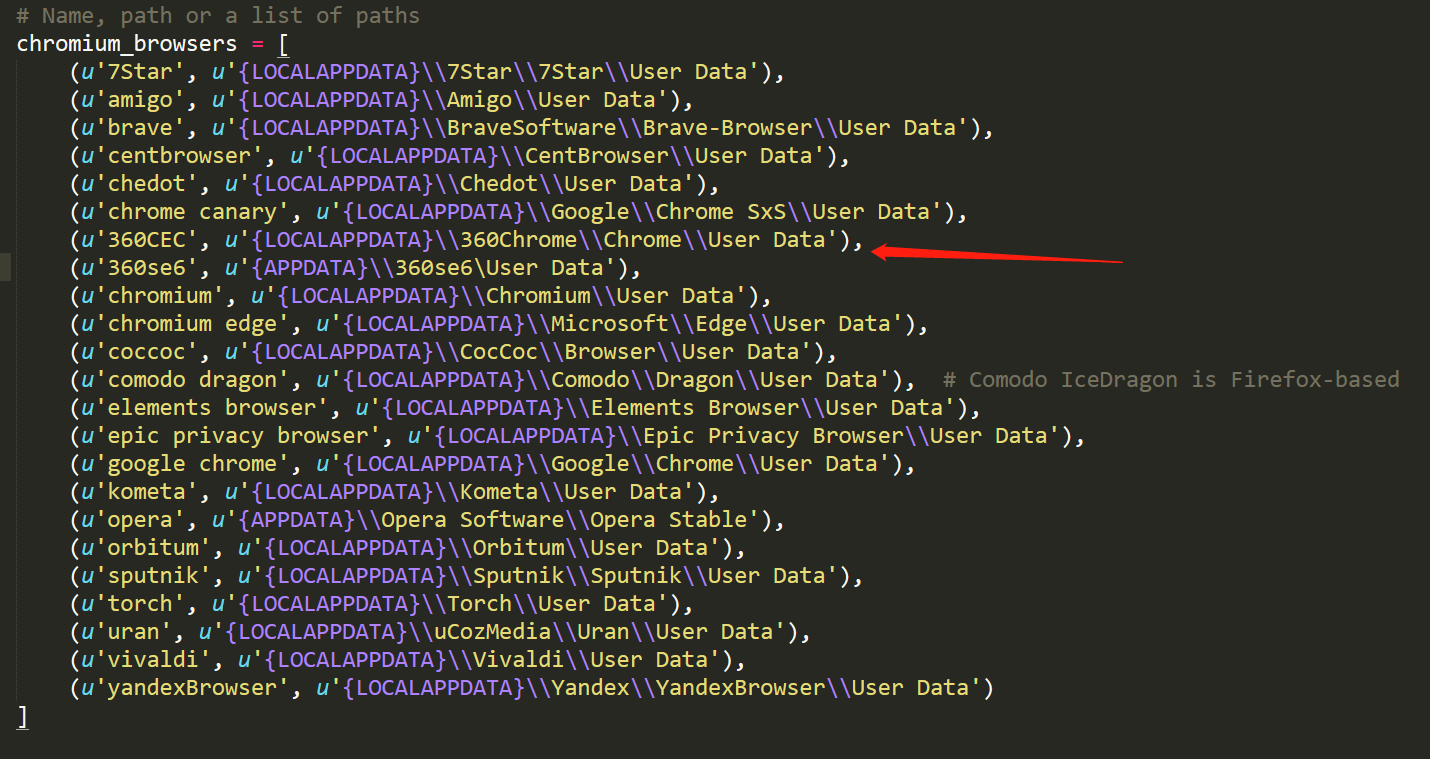 # Name, path or a list of paths
chromium_browsers = [
(u'7Star', u'{LOCALAPPDATA}\\7Star\\7Star\\User Data'),
(u'amigo', u'{LOCALAPPDATA}\\Amigo\\User Data'),
(u'brave', u'{LOCALAPPDATA}\\BraveSoftware\\Brave-Browser\\User Data'),
(u'centbrowser', u'{LOCALAPPDATA}\\CentBrowser\\User Data'),
(u'chedot', u'{LOCALAPPDATA}\\Chedot\\User Data'),
(u'chrome canary', u'{LOCALAPPDATA}\\Google\\Chrome SxS\\User Data'),
(u'360CEC', u'{LOCALAPPDATA}\\360Chrome\\Chrome\\User Data'),
(u'360se6', u'{APPDATA}\\360se6\User Data'),
(u'chromium', u'{LOCALAPPDATA}\\Chromium\\User Data'),
(u'chromium edge', u'{LOCALAPPDATA}\\Microsoft\\Edge\\User Data'),
(u'coccoc', u'{LOCALAPPDATA}\\CocCoc\\Browser\\User Data'),
(u'comodo dragon', u'{LOCALAPPDATA}\\Comodo\\Dragon\\User Data'),  # Comodo IceDragon is Firefox-based
(u'elements browser', u'{LOCALAPPDATA}\\Elements Browser\\User Data'),
(u'epic privacy browser', u'{LOCALAPPDATA}\\Epic Privacy Browser\\User Data'),
(u'google chrome', u'{LOCALAPPDATA}\\Google\\Chrome\\User Data'),
(u'kometa', u'{LOCALAPPDATA}\\Kometa\\User Data'),
(u'opera', u'{APPDATA}\\Opera Software\\Opera Stable'),
(u'orbitum', u'{LOCALAPPDATA}\\Orbitum\\User Data'),
(u'sputnik', u'{LOCALAPPDATA}\\Sputnik\\Sputnik\\User Data'),
(u'torch', u'{LOCALAPPDATA}\\Torch\\User Data'),
(u'uran', u'{LOCALAPPDATA}\\uCozMedia\\Uran\\User Data'),
(u'vivaldi', u'{LOCALAPPDATA}\\Vivaldi\\User Data'),
(u'yandexBrowser', u'{LOCALAPPDATA}\\Yandex\\YandexBrowser\\User Data')
]